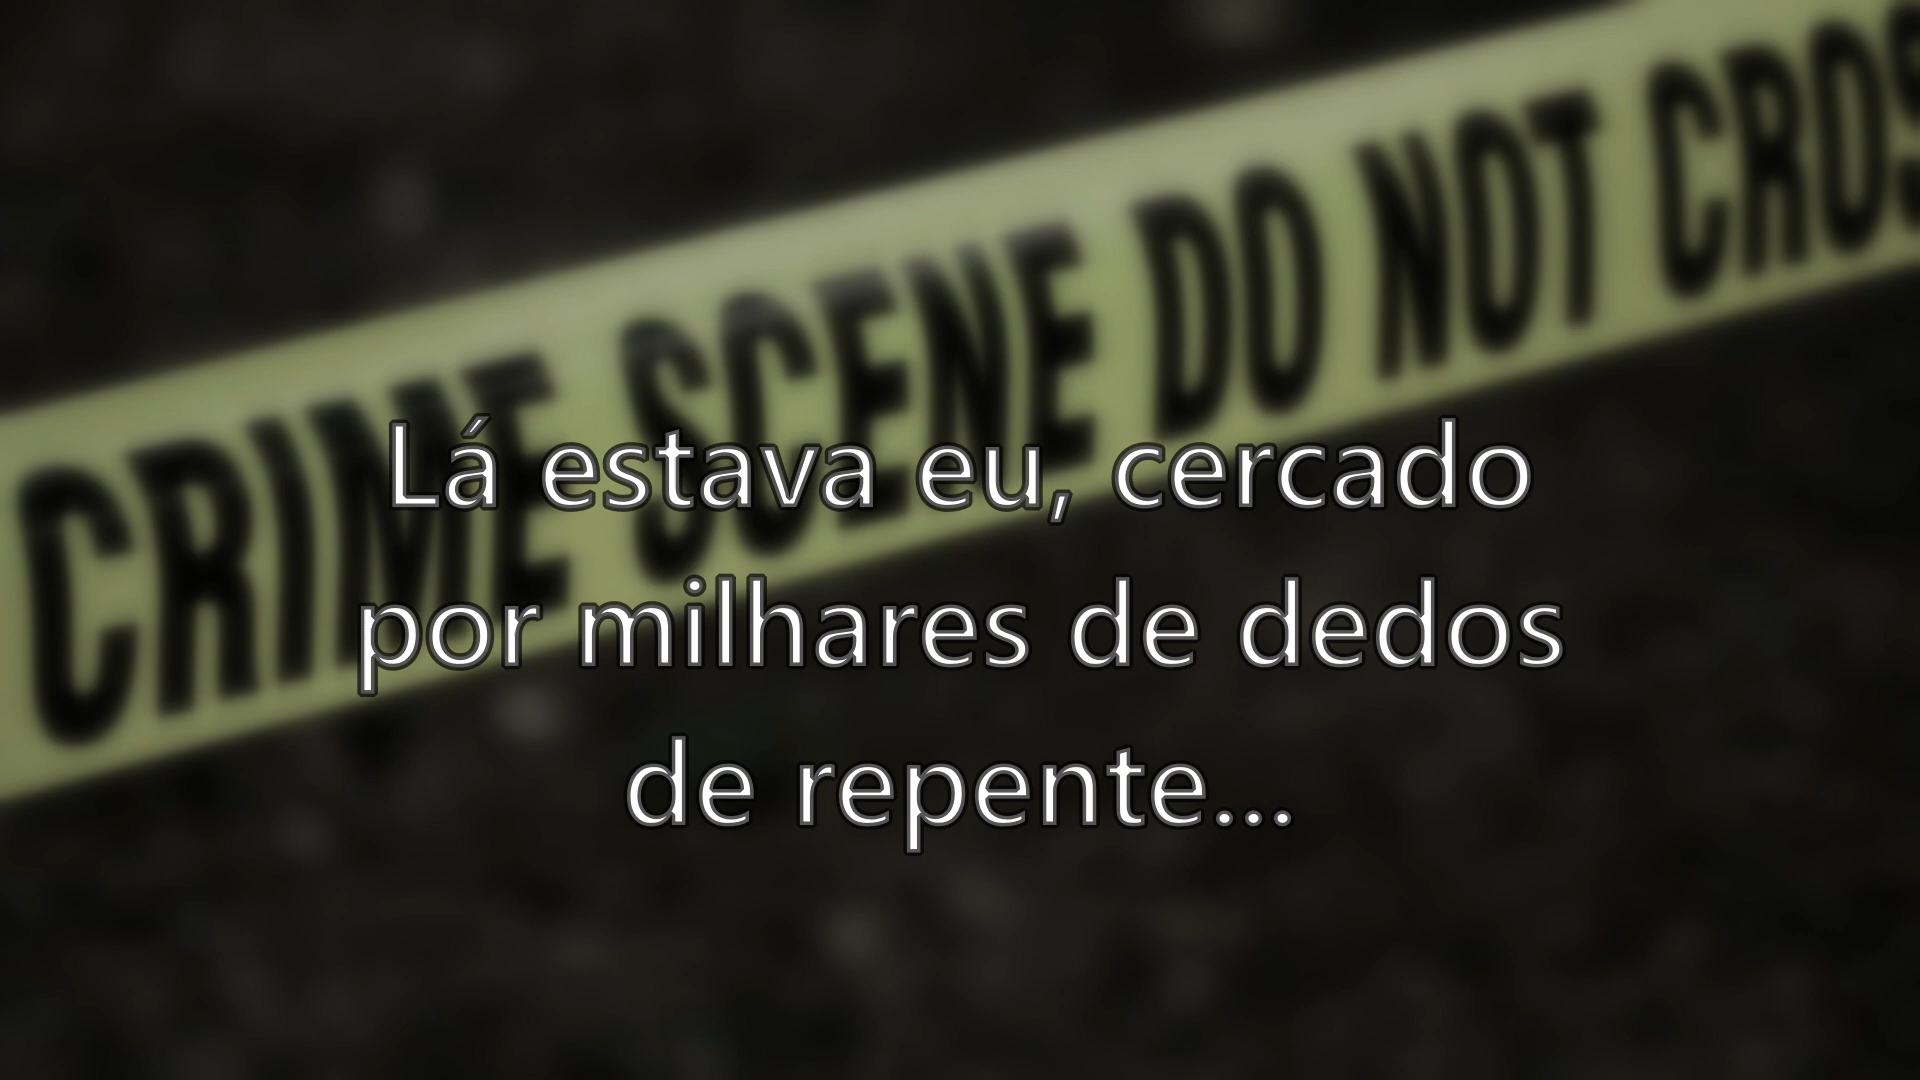 CRIME SCENE DO NOT CROS
Lá estava eu, cercado
por milhares de dedos
de repente...